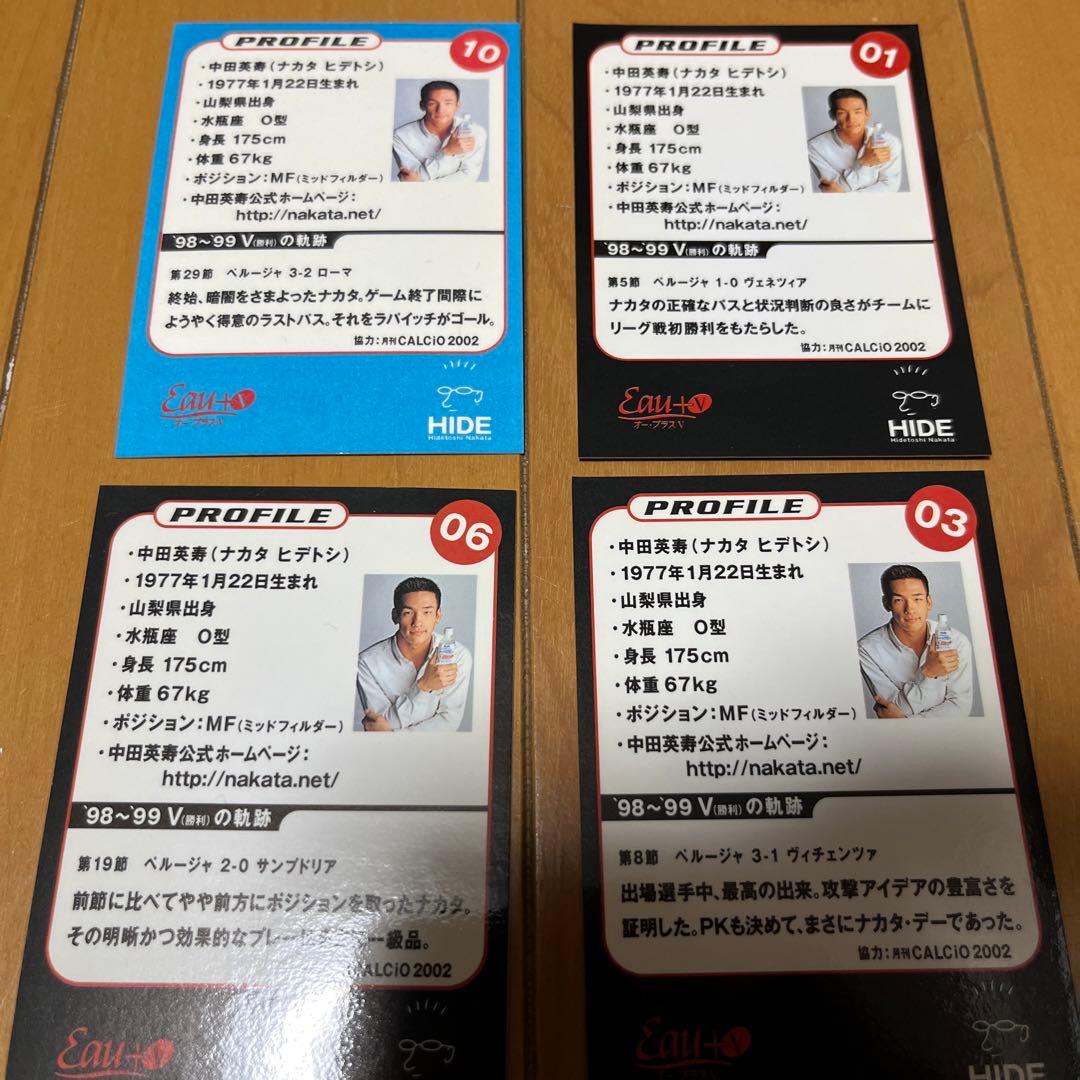 PROFILE
10
・中田英寿(ナカタ ヒデトシ)
・1977年1月22日生まれ
・山梨県出身
・水瓶座 O型
・身長 175cm
・体重 67kg
・ポジション:MF(ミッドフィルダー)
・中田英寿公式ホームページ:
http://nakata.net/
'98〜'99 V(勝利)の軌跡
第29節 ペルージャ 3-2 ローマ
終始、暗闇をさまよったナカタ。ゲーム終了間際に
ようやく得意のラストパス。それをラパイッチがゴール。
協力:月刊CALCiO 2002
Eau+V
オー・プラス V
HIDE
Hidetoshi Nakata
PROFILE
01
・中田英寿(ナカタ ヒデトシ)
・1977年1月22日生まれ
・山梨県出身
・水瓶座 O型
・身長 175cm
・体重 67kg
・ポジション:MF(ミッドフィルダー)
・中田英寿公式ホームページ:
http://nakata.net/
'98〜'99 V(勝利)の軌跡
第5節 ペルージャ 1-0 ヴェネツィア
ナカタの正確なパスと状況判断の良さがチームに
リーグ戦初勝利をもたらした。
協力:月刊CALCiO 2002
Eau+V
オー・プラス V
HIDE
Hidetoshi Nakata
PROFILE
06
・中田英寿(ナカタ ヒデトシ)
・1977年1月22日生まれ
・山梨県出身
・水瓶座 O型
・身長 175cm
・体重 67kg
・ポジション:MF(ミッドフィルダー)
・中田英寿公式ホームページ:
http://nakata.net/
'98〜'99 V(勝利)の軌跡
第19節 ペルージャ 2-0 サンプドリア
前節に比べてやや前方にポジションを取ったナカタ。
その明晰かつ効果的なプレー 一級品。
CALCiO 2002
Eau+V
PROFILE
03
・中田英寿(ナカタ ヒデトシ)
・1977年1月22日生まれ
・山梨県出身
・水瓶座 O型
・身長 175cm
・体重 67kg
・ポジション:MF(ミッドフィルダー)
・中田英寿公式ホームページ:
http://nakata.net/
'98〜'99 V(勝利)の軌跡
第8節 ペルージャ 3-1 ヴィチェンツァ
出場選手中、最高の出来。攻撃アイデアの豊富さを
証明した。PKも決めて、まさにナカタ・デーであった。
協力:月刊CALCiO 2002
Eau+V
HIDE